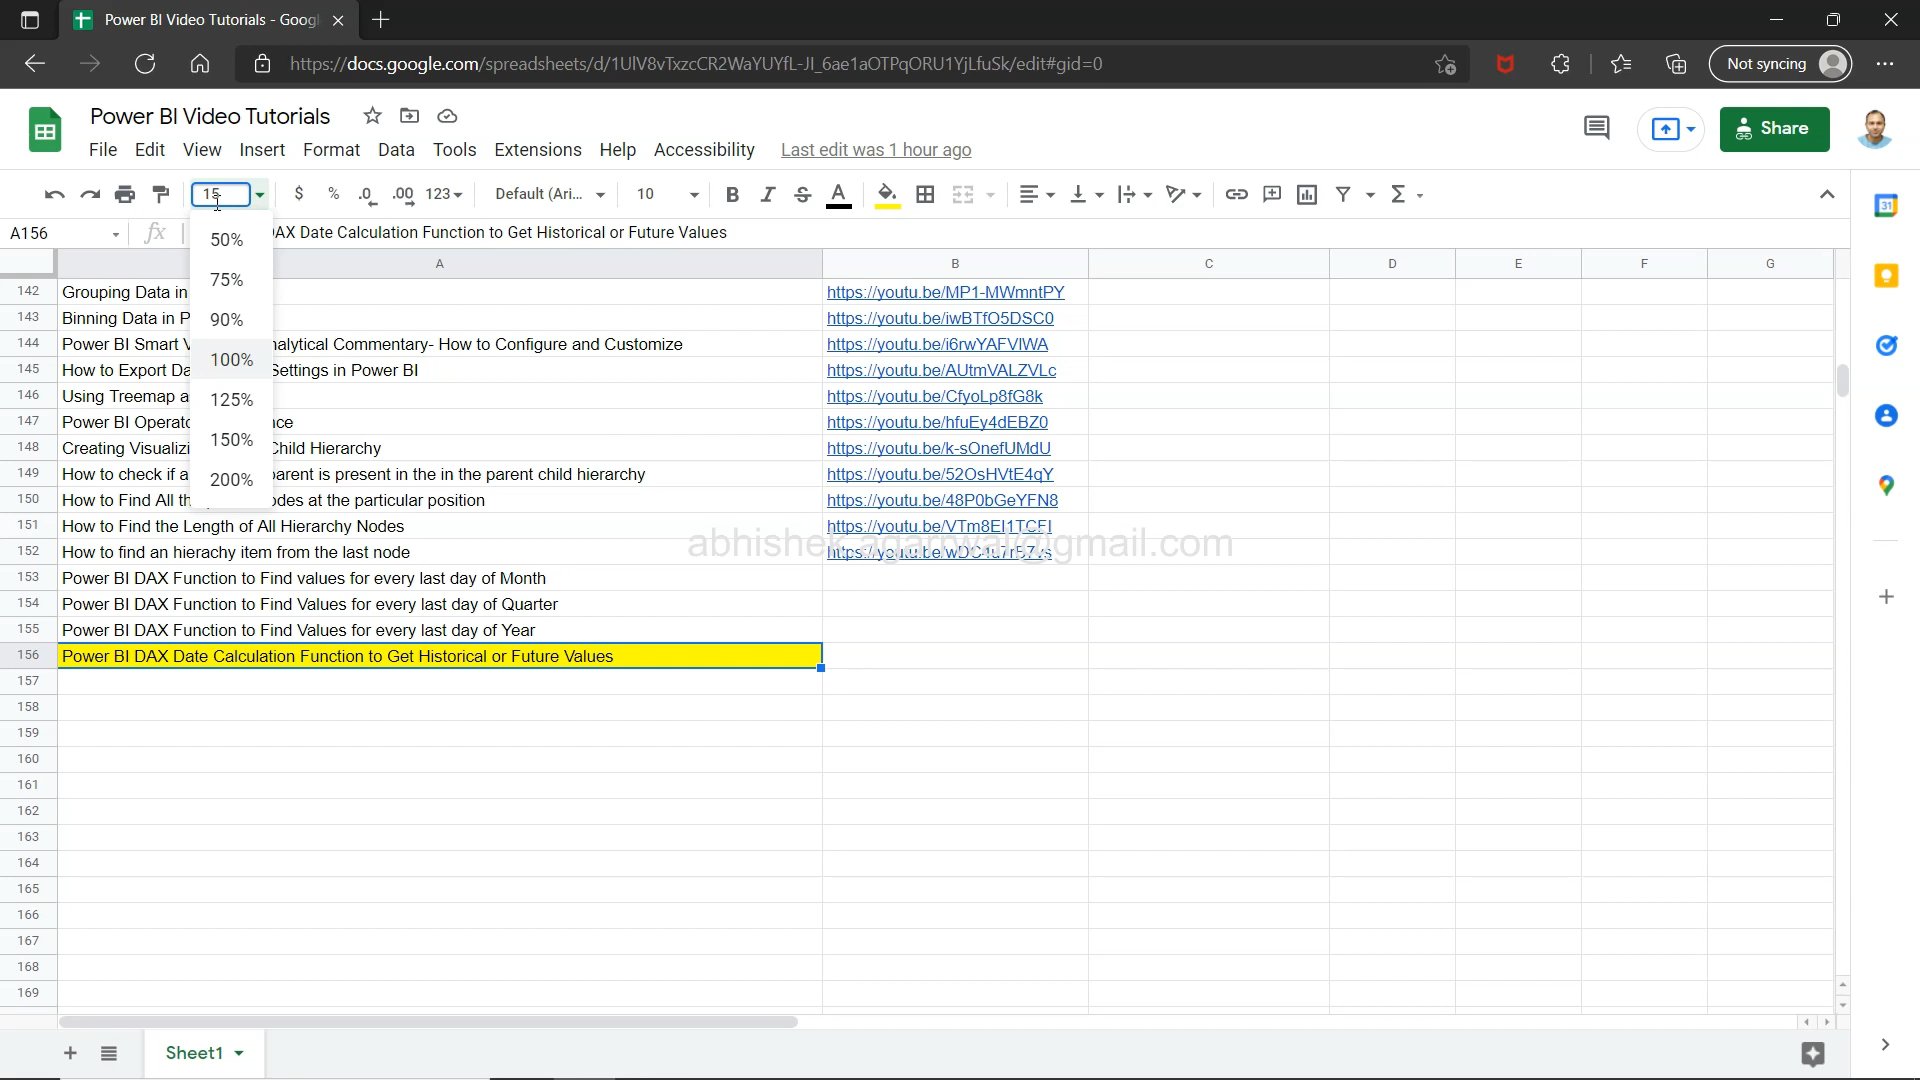 Power BI Video Tutorials - Googl
https://docs.google.com/spreadsheets/d/1UlV8vTxzcCR2WaYUYfL-JI_6ae1aOTPqORU1YjLfuSk/edit#gid=0
Not syncing
Power BI Video Tutorials
File Edit View Insert Format Data Tools Extensions Help Accessibility Last edit was 1 hour ago
Share
15 $ % .0 .00 123 Default (Ari... 10 B I S A
A156 fx AX Date Calculation Function to Get Historical or Future Values
50%
75%
90%
100%
125%
150%
200%
A B C D E F G
142 Grouping Data in https://youtu.be/MP1-MWmntPY
143 Binning Data in P https://youtu.be/iwBTfO5DSC0
144 Power BI Smart V nalytical Commentary- How to Configure and Customize https://youtu.be/i6rwYAFVIWA
145 How to Export Da Settings in Power BI https://youtu.be/AUtmVALZVLc
146 Using Treemap a https://youtu.be/CfyoLp8fG8k
147 Power BI Operato ce https://youtu.be/hfuEy4dEBZ0
148 Creating Visualizi Child Hierarchy https://youtu.be/k-sOnefUMdU
149 How to check if a parent is present in the in the parent child hierarchy https://youtu.be/52OsHVtE4qY
150 How to Find All th odes at the particular position https://youtu.be/48P0bGeYFN8
151 How to Find the Length of All Hierarchy Nodes https://youtu.be/VTm8EI1TCFI
152 How to find an hierachy item from the last node
abhishek.agarrwal@gmail.com
153 Power BI DAX Function to Find values for every last day of Month
154 Power BI DAX Function to Find Values for every last day of Quarter
155 Power BI DAX Function to Find Values for every last day of Year
156 Power BI DAX Date Calculation Function to Get Historical or Future Values
157
158
159
160
161
162
163
164
165
166
167
168
169
Sheet1
31